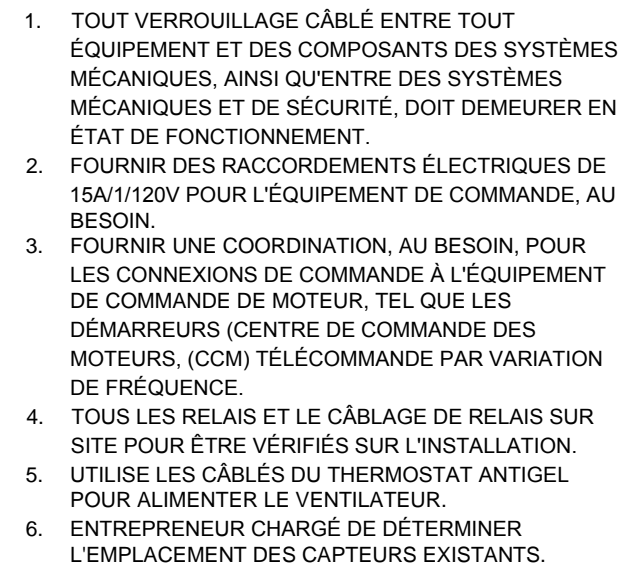 1. TOUT VERROUILLAGE CÂBLÉ ENTRE TOUT
ÉQUIPEMENT ET DES COMPOSANTS DES SYSTÈMES
MÉCANIQUES, AINSI QU'ENTRE DES SYSTÈMES
MÉCANIQUES ET DE SÉCURITÉ, DOIT DEMEURER EN
ÉTAT DE FONCTIONNEMENT.
2. FOURNIR DES RACCORDEMENTS ÉLECTRIQUES DE
15A/1/120V POUR L'ÉQUIPEMENT DE COMMANDE, AU
BESOIN.
3. FOURNIR UNE COORDINATION, AU BESOIN, POUR
LES CONNEXIONS DE COMMANDE À L'ÉQUIPEMENT
DE COMMANDE DE MOTEUR, TEL QUE LES
DÉMARREURS (CENTRE DE COMMANDE DES
MOTEURS, (CCM) TÉLÉCOMMANDE PAR VARIATION
DE FRÉQUENCE.
4. TOUS LES RELAIS ET LE CÂBLAGE DE RELAIS SUR
SITE POUR ÊTRE VÉRIFIÉS SUR L'INSTALLATION.
5. UTILISE LES CÂBLÉS DU THERMOSTAT ANTIGEL
POUR ALIMENTER LE VENTILATEUR.
6. ENTREPRENEUR CHARGÉ DE DÉTERMINER
L'EMPLACEMENT DES CAPTEURS EXISTANTS.